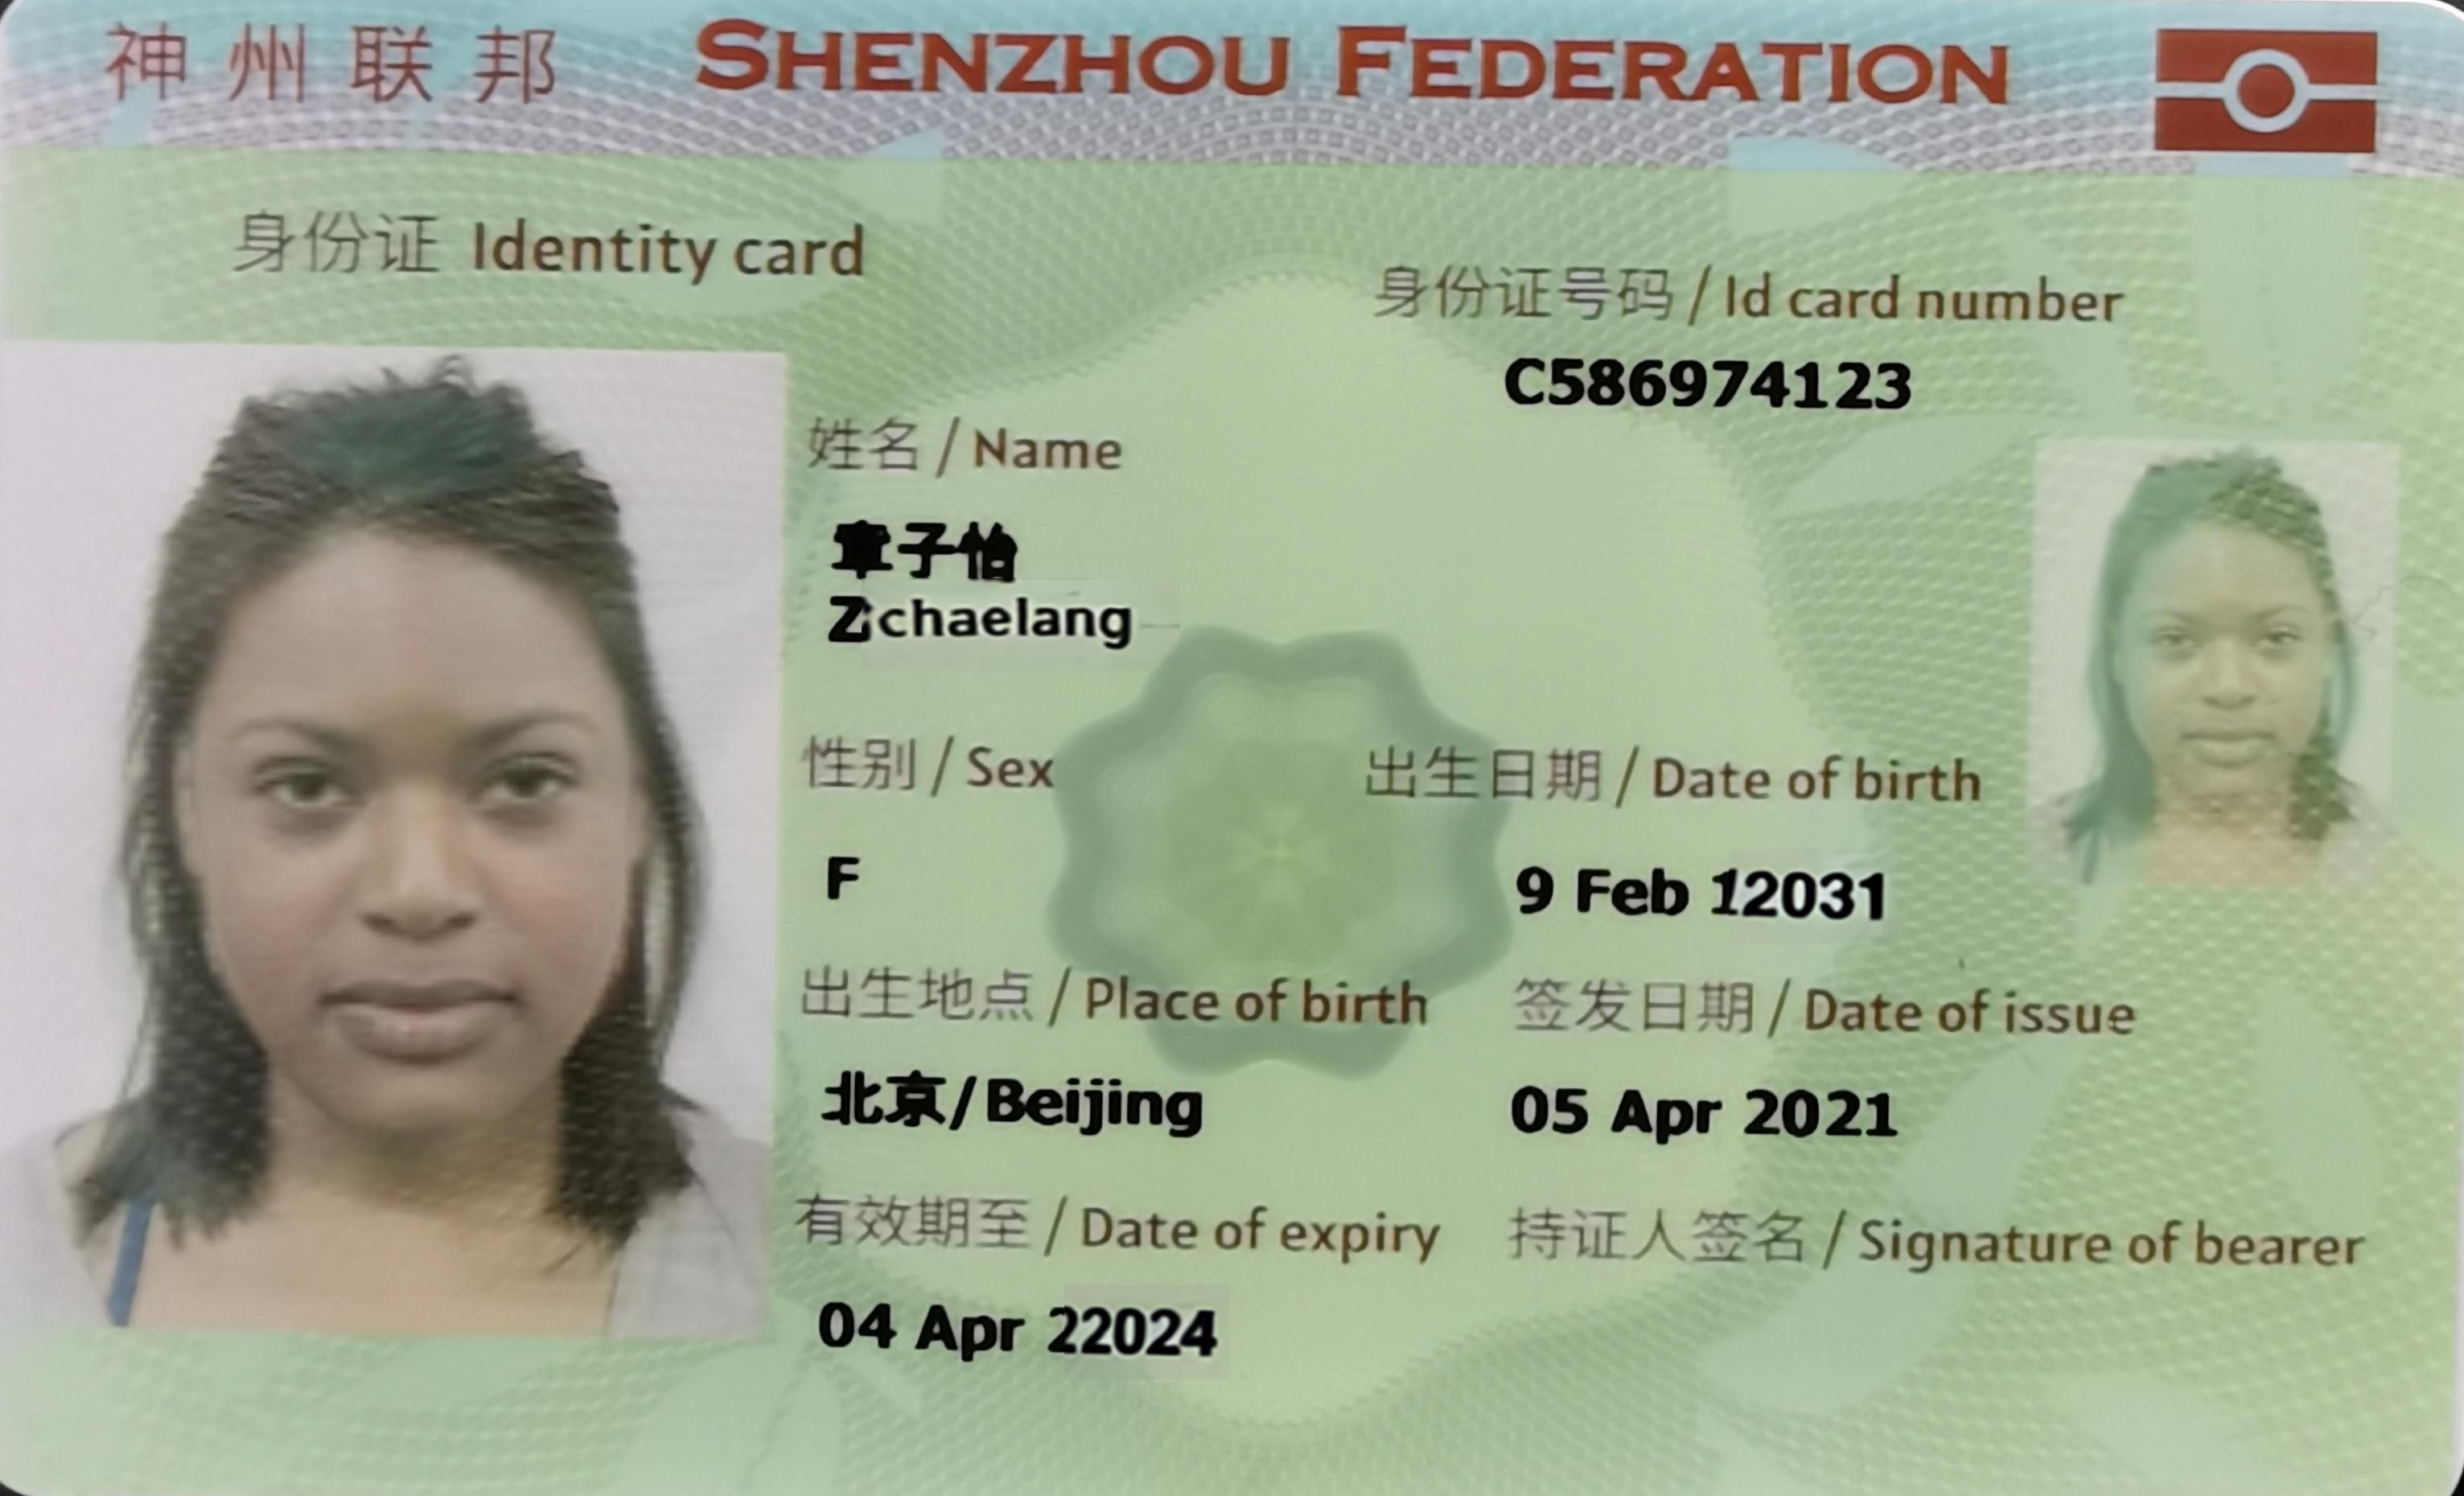 神州联邦 SHENZHOU FEDERATION
身份证 Identity card
身份证号码 / Id card number
C586974123
姓名 / Name
章子怡
Zchaelang
性别 / Sex
F
出生日期 / Date of birth
9 Feb 12031
出生地点 / Place of birth
北京/Beijing
签发日期 / Date of issue
05 Apr 2021
有效期至 / Date of expiry
04 Apr 22024
持证人签名 / Signature of bearer